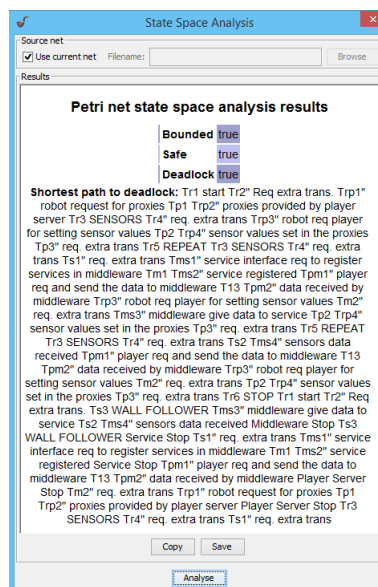 State Space Analysis
Source net
Use current net Filename: Browse
Results
Petri net state space analysis results
Bounded true
Safe true
Deadlock true
Shortest path to deadlock: Tr1 start Tr2" Req extra trans. Trp1"
robot request for proxies Tp1 Trp2" proxies provided by player
server Tr3 SENSORS Tr4" req. extra trans Trp3" robot req player
for setting sensor values Tp2 Trp4" sensor values set in the proxies
Tp3" req. extra trans Tr5 REPEAT Tr3 SENSORS Tr4" req. extra
trans Ts1" req. extra trans Tms1" service interface req to register
services in middleware Tm1 Tms2" service registered Tpm1" player
req and send the data to middleware T13 Tpm2" data received by
middleware Trp3" robot req player for setting sensor values Tm2"
req. extra trans Tms3" middleware give data to service Tp2 Trp4"
sensor values set in the proxies Tp3" req. extra trans Tr5 REPEAT
Tr3 SENSORS Tr4" req. extra trans Ts2 Tms4" sensors data
received Tpm1" player req and send the data to middleware T13
Tpm2" data received by middleware Trp3" robot req player for
setting sensor values Tm2" req. extra trans Tp2 Trp4" sensor values
set in the proxies Tp3" req. extra trans Tr6 STOP Tr1 start Tr2" Req
extra trans. Ts3 WALL FOLLOWER Tms3" middleware give data to
service Ts2 Tms4" sensors data received Middleware Stop Ts3
WALL FOLLOWER Service Stop Ts1" req. extra trans Tms1" service
interface req to register services in middleware Tm1 Tms2" service
registered Service Stop Tpm1" player req and send the data to
middleware T13 Tpm2" data received by middleware Player Server
Stop Tm2" req. extra trans Trp1" robot request for proxies Tp1
Trp2" proxies provided by player server Player Server Stop Tr3
SENSORS Tr4" req. extra trans Ts1" req. extra trans
Copy Save
Analyse